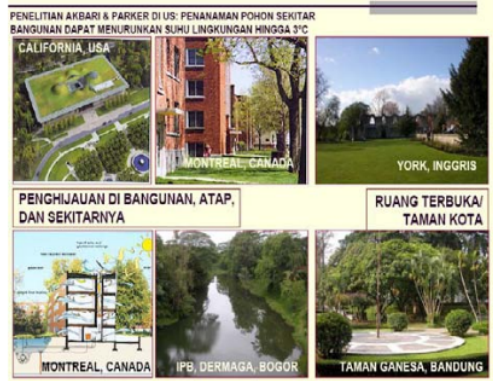 PENELITIAN AKBARI & PARKER DI US: PENANAMAN POHON SEKITAR
BANGUNAN DAPAT MENURUNKAN SUHU LINGKUNGAN HINGGA 3°C
CALIFORNIA, USA
MONTREAL, CANADA
YORK, INGGRIS
PENGHIJAUAN DI BANGUNAN, ATAP,
DAN SEKITARNYA
RUANG TERBUKA/
TAMAN KOTA
MONTREAL, CANADA
IPB, DERMAGA, BOGOR
TAMAN GANESA, BANDUNG